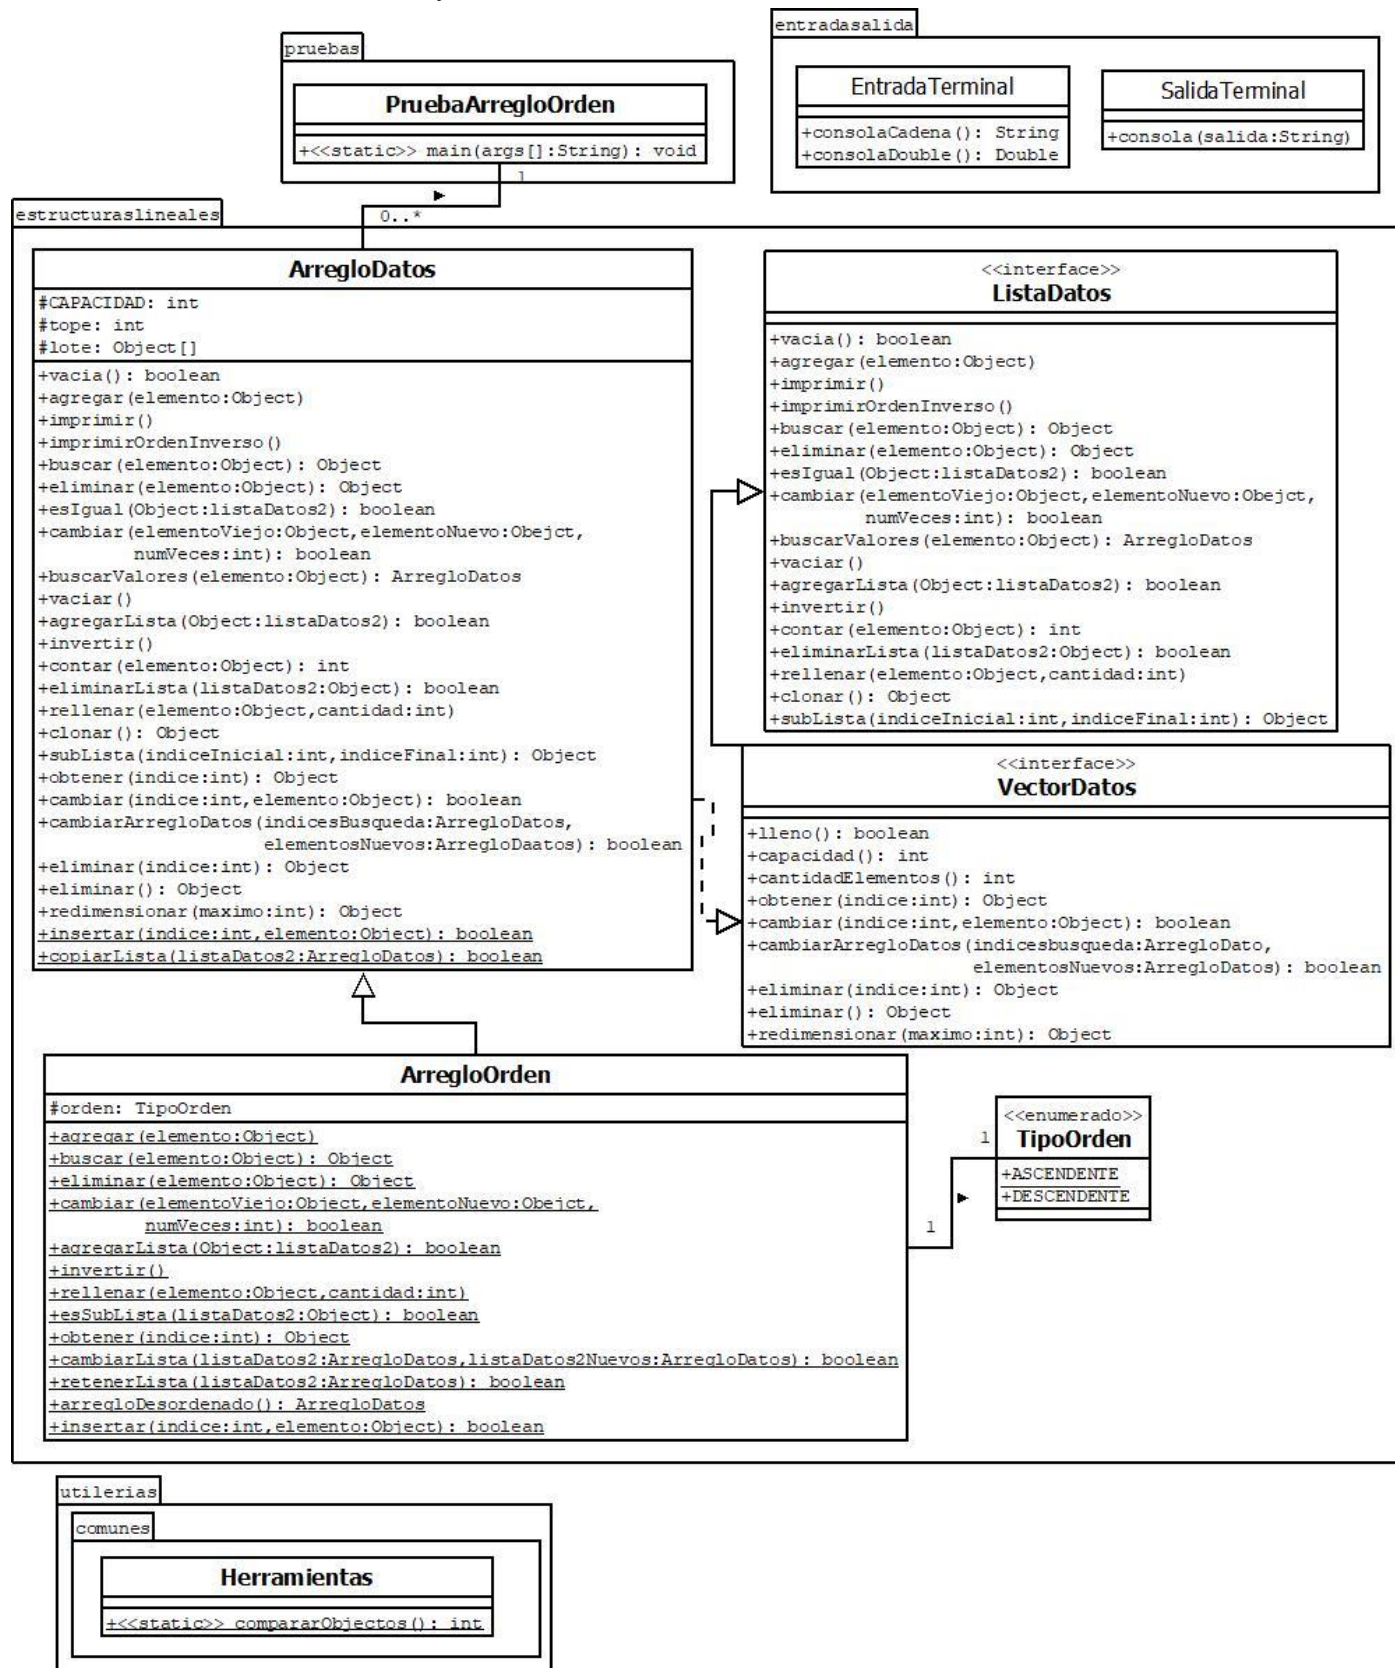 entradasalida
pruebas
PruebaArregloOrden
+<<static>> main(args[]:String): void
EntradaTerminal
+consolaCadena(): String
+consolaDouble(): Double
SalidaTerminal
+consola(salida:String)
1
0..*
estructuraslineales
ArregloDatos
#CAPACIDAD: int
#tope: int
#lote: Object[]
+vacia(): boolean
+agregar(elemento:Object)
+imprimir()
+imprimirOrdenInverso()
+buscar(elemento:Object): Object
+eliminar(elemento:Object): Object
+esIgual(Object:listaDatos2): boolean
+cambiar(elementoViejo:Object,elementoNuevo:Obejct,
numVeces:int): boolean
+buscarValores(elemento:Object): ArregloDatos
+vaciar()
+agregarLista(Object:listaDatos2): boolean
+invertir()
+contar(elemento:Object): int
+eliminarLista(listaDatos2:Object): boolean
+rellenar(elemento:Object,cantidad:int)
+clonar(): Object
+subLista(indiceInicial:int,indiceFinal:int): Object
+obtener(indice:int): Object
+cambiar(indice:int,elemento:Object): boolean
+cambiarArregloDatos(indicesBusqueda:ArregloDatos,
elementosNuevos:ArregloDaatos): boolean
+eliminar(indice:int): Object
+eliminar(): Object
+redimensionar(maximo:int): Object
+insertar(indice:int,elemento:Object): boolean
+copiarLista(listaDatos2:ArregloDatos): boolean
<<interface>>
ListaDatos
+vacia(): boolean
+agregar(elemento:Object)
+imprimir()
+imprimirOrdenInverso()
+buscar(elemento:Object): Object
+eliminar(elemento:Object): Object
+esIgual(Object:listaDatos2): boolean
+cambiar(elementoViejo:Object,elementoNuevo:Obejct,
numVeces:int): boolean
+buscarValores(elemento:Object): ArregloDatos
+vaciar()
+agregarLista(Object:listaDatos2): boolean
+invertir()
+contar(elemento:Object): int
+eliminarLista(listaDatos2:Object): boolean
+rellenar(elemento:Object,cantidad:int)
+clonar(): Object
+subLista(indiceInicial:int,indiceFinal:int): Object
<<interface>>
VectorDatos
+lleno(): boolean
+capacidad(): int
+cantidadElementos(): int
+obtener(indice:int): Object
+cambiar(indice:int,elemento:Object): boolean
+cambiarArregloDatos(indicesbusqueda:ArregloDato,
elementosNuevos:ArregloDatos): boolean
+eliminar(indice:int): Object
+eliminar(): Object
+redimensionar(maximo:int): Object
ArregloOrden
#orden: TipoOrden
+agregar(elemento:Object)
+buscar(elemento:Object): Object
+eliminar(elemento:Object): Object
+cambiar(elementoViejo:Object,elementoNuevo:Obejct,
numVeces:int): boolean
+agregarLista(Object:listaDatos2): boolean
+invertir()
+rellenar(elemento:Object,cantidad:int)
+esSubLista(listaDatos2:Object): boolean
+obtener(indice:int): Object
+cambiarLista(listaDatos2:ArregloDatos,listaDatos2Nuevos:ArregloDatos): boolean
+retenerLista(listaDatos2:ArregloDatos): boolean
+arregloDesordenado(): ArregloDatos
+insertar(indice:int,elemento:Object): boolean
1
1
<<enumerado>>
TipoOrden
+ASCENDENTE
+DESCENDENTE
utilerias
comunes
Herramientas
+<<static>> compararObjectos(): int